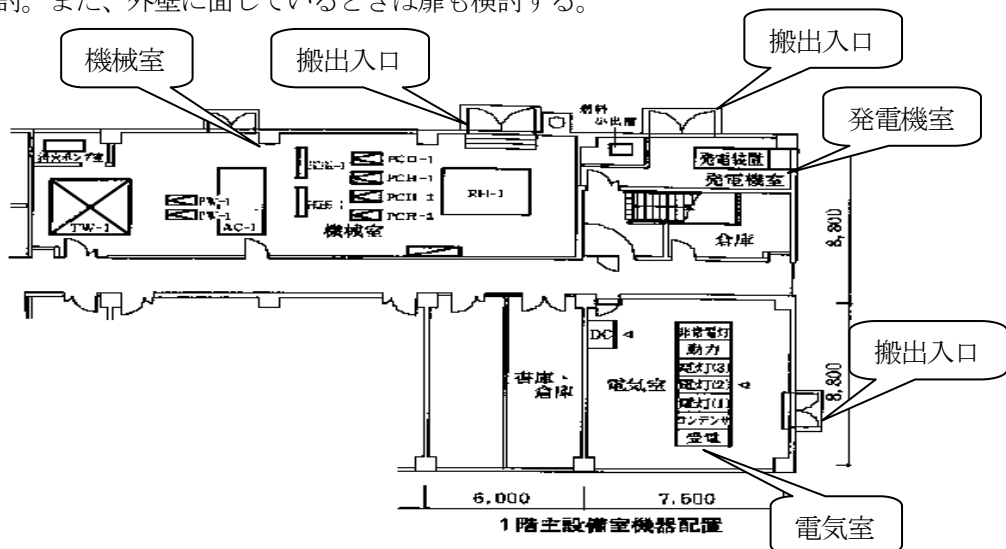 討。また、外壁に面しているときは扉も検討する。
機械室
搬出入口
搬出入口
発電機室
発電装置
発電機室
TW-1
AC-1
PCH-1
RH-1
機械室
倉庫
8,800
DC
非常電灯
動力
電灯(3)
電灯(2)
電灯(1)
コンデンサ
受電
電気室
書庫・
倉庫
搬出入口
8,800
6,000
7,500
1階主設備室機器配置
電気室